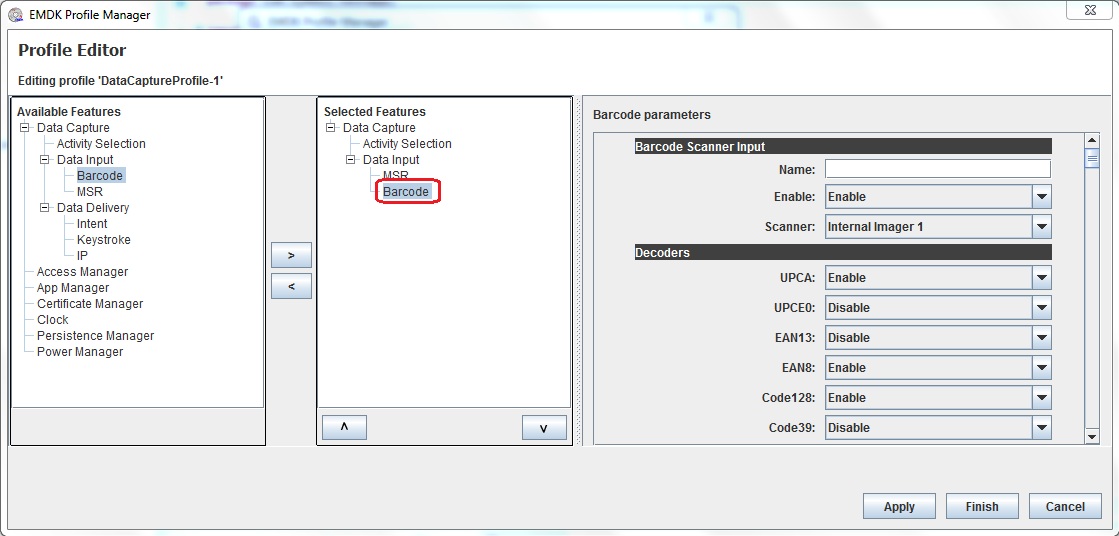 EMDK Profile Manager
Profile Editor
Editing profile 'DataCaptureProfile-1'
Available Features
Data Capture
Activity Selection
Data Input
Barcode
MSR
Data Delivery
Intent
Keystroke
IP
Access Manager
App Manager
Certificate Manager
Clock
Persistence Manager
Power Manager
>
<
Selected Features
Data Capture
Activity Selection
Data Input
MSR
Barcode
^
v
Barcode parameters
Barcode Scanner Input
Name:
Enable: Enable
Scanner: Internal Imager 1
Decoders
UPCA: Enable
UPCE0: Disable
EAN13: Disable
EAN8: Enable
Code128: Enable
Code39: Disable
Apply Finish Cancel